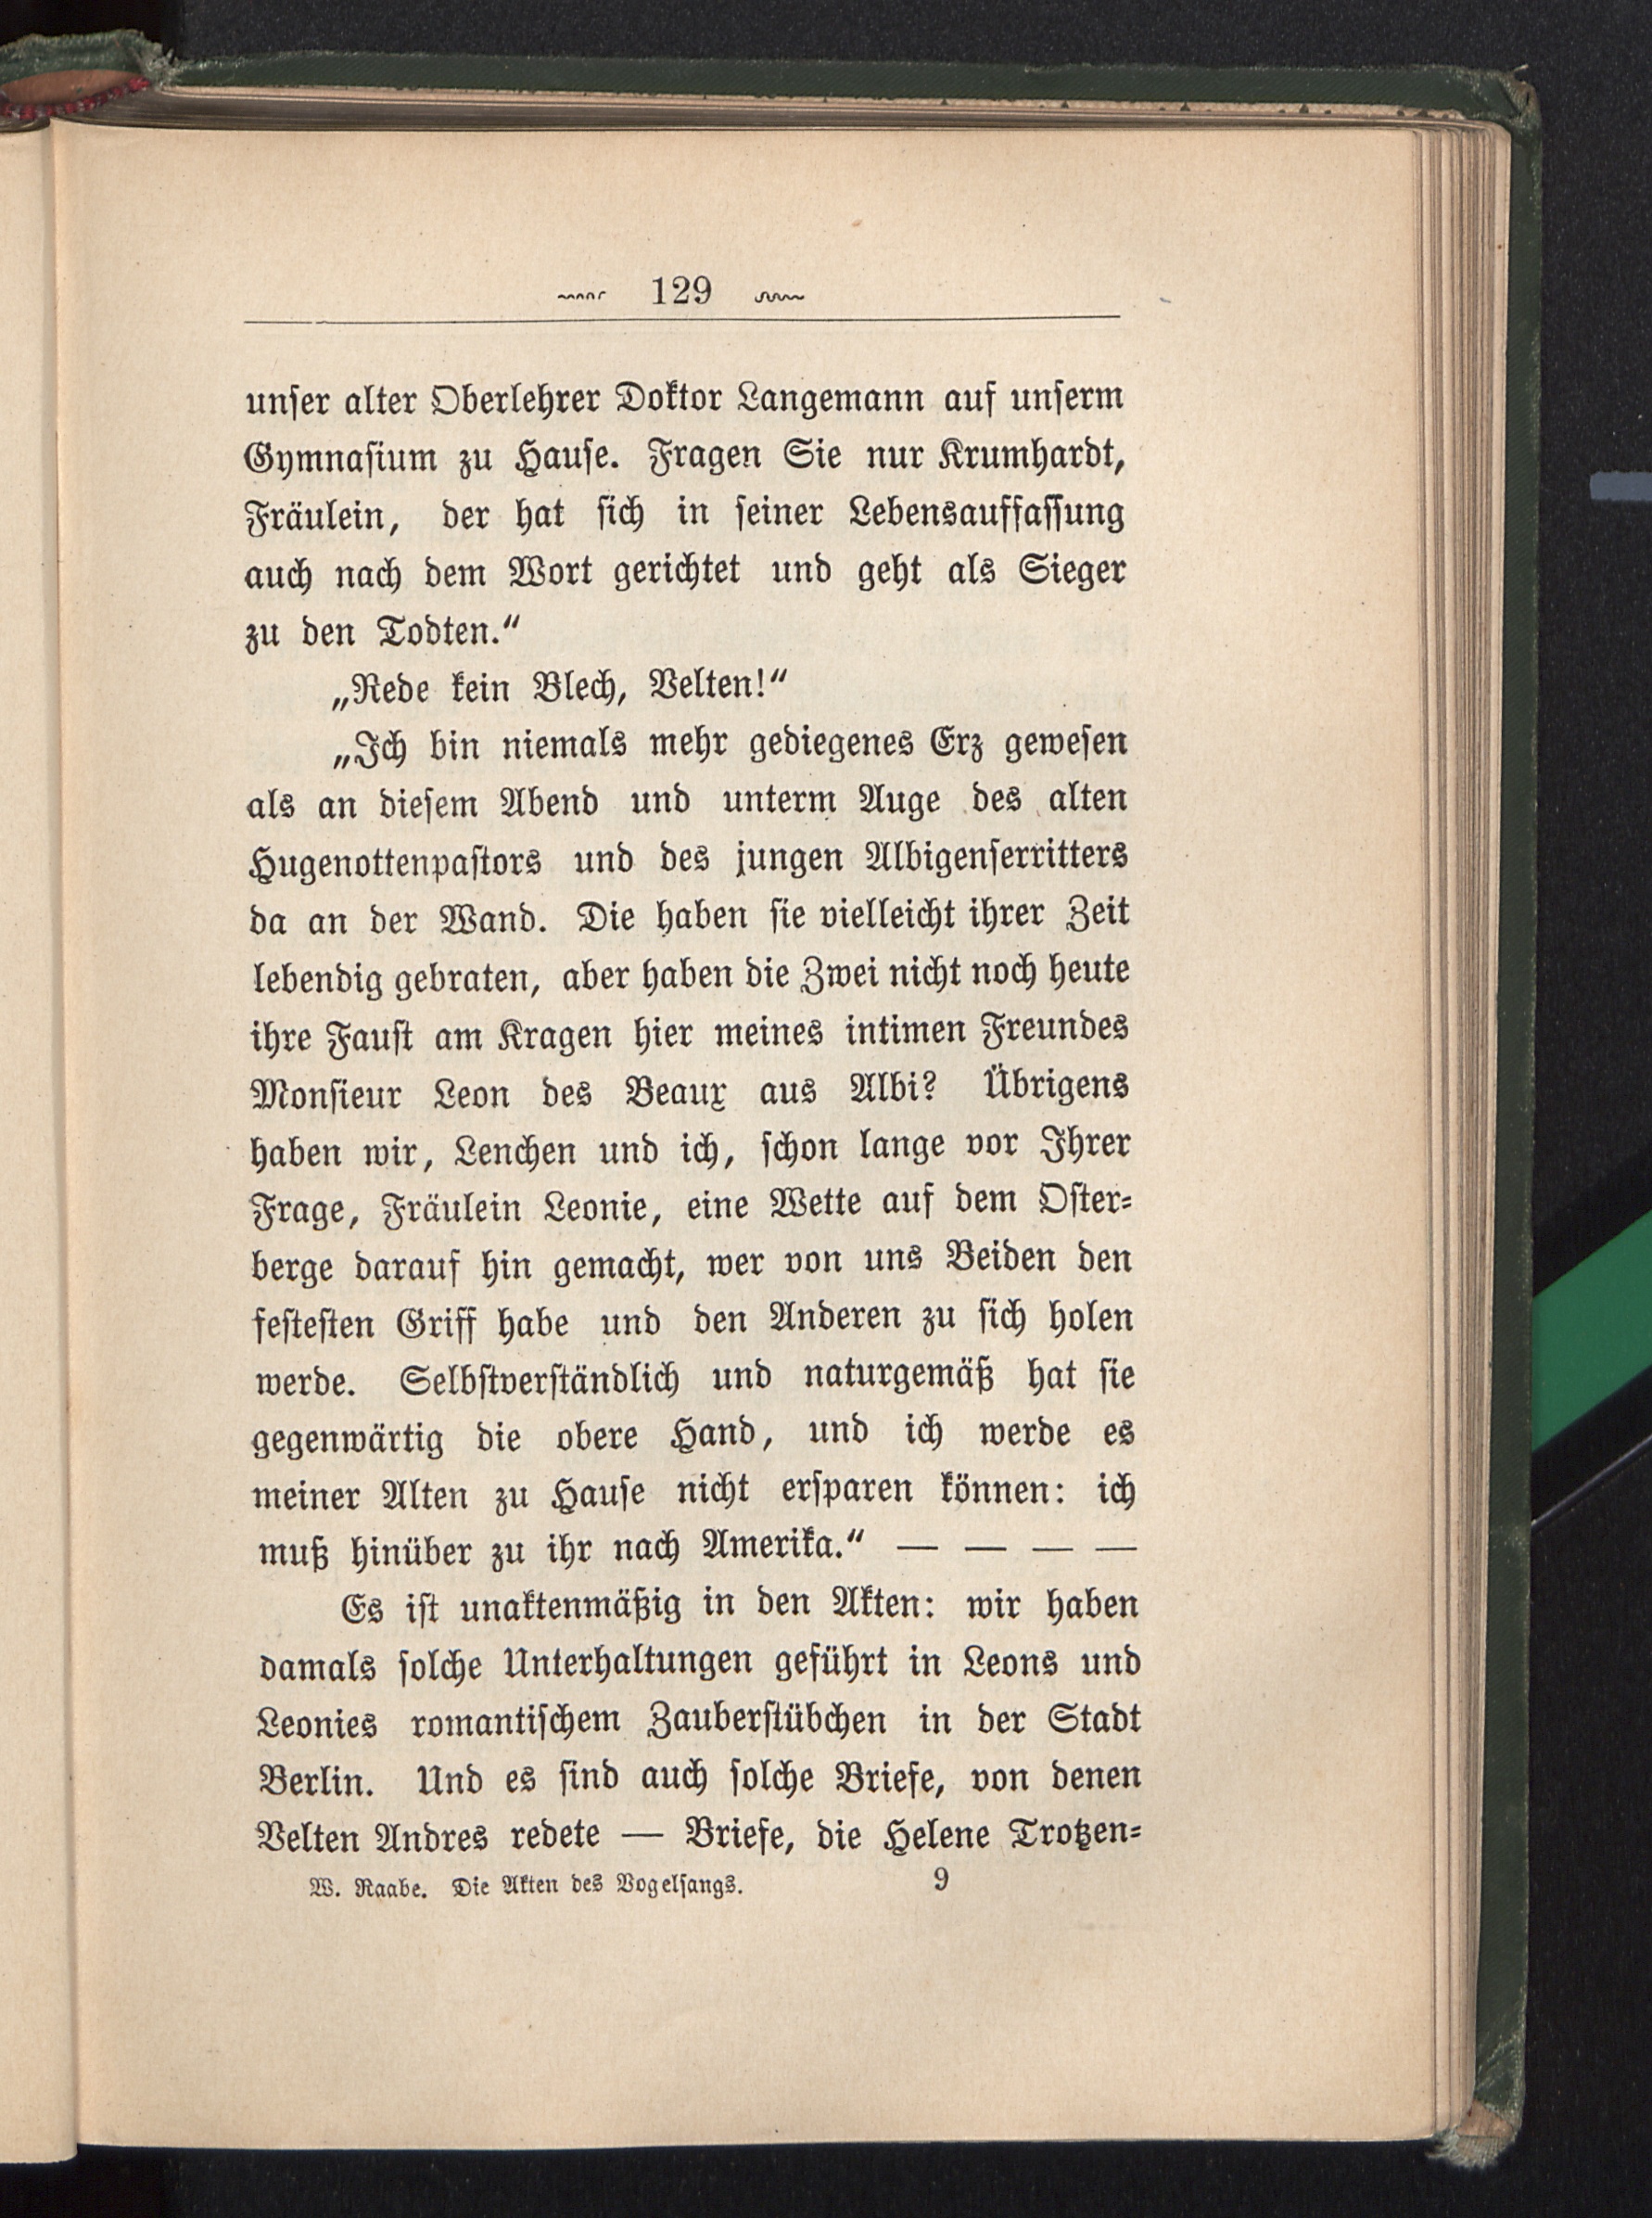 129
unser alter Oberlehrer Doktor Langemann auf unserm
Gymnasium zu Hause. Fragen Sie nur Krumhardt,
Fräulein, der hat sich in seiner Lebensauffassung
auch nach dem Wort gerichtet und geht als Sieger
zu den Todten.“
„Rede kein Blech, Velten!“
„Ich bin niemals mehr gediegenes Erz gewesen
als an diesem Abend und unterm Auge des alten
Hugenottenpastors und des jungen Albigenserritters
da an der Wand. Die haben sie vielleicht ihrer Zeit
lebendig gebraten, aber haben die Zwei nicht noch heute
ihre Faust am Kragen hier meines intimen Freundes
Monsieur Leon des Beaux aus Albi? Übrigens
haben wir, Lenchen und ich, schon lange vor Ihrer
Frage, Fräulein Leonie, eine Wette auf dem Oster-
berge darauf hin gemacht, wer von uns Beiden den
festesten Griff habe und den Anderen zu sich holen
werde. Selbstverständlich und naturgemäß hat sie
gegenwärtig die obere Hand, und ich werde es
meiner Alten zu Hause nicht ersparen können: ich
muß hinüber zu ihr nach Amerika.“ — — — —
Es ist unaktenmäßig in den Akten: wir haben
damals solche Unterhaltungen geführt in Leons und
Leonies romantischem Zauberstübchen in der Stadt
Berlin. Und es sind auch solche Briefe, von denen
Velten Andres redete — Briefe, die Helene Trotzen-
W. Raabe. Die Akten des Vogelsangs. 9